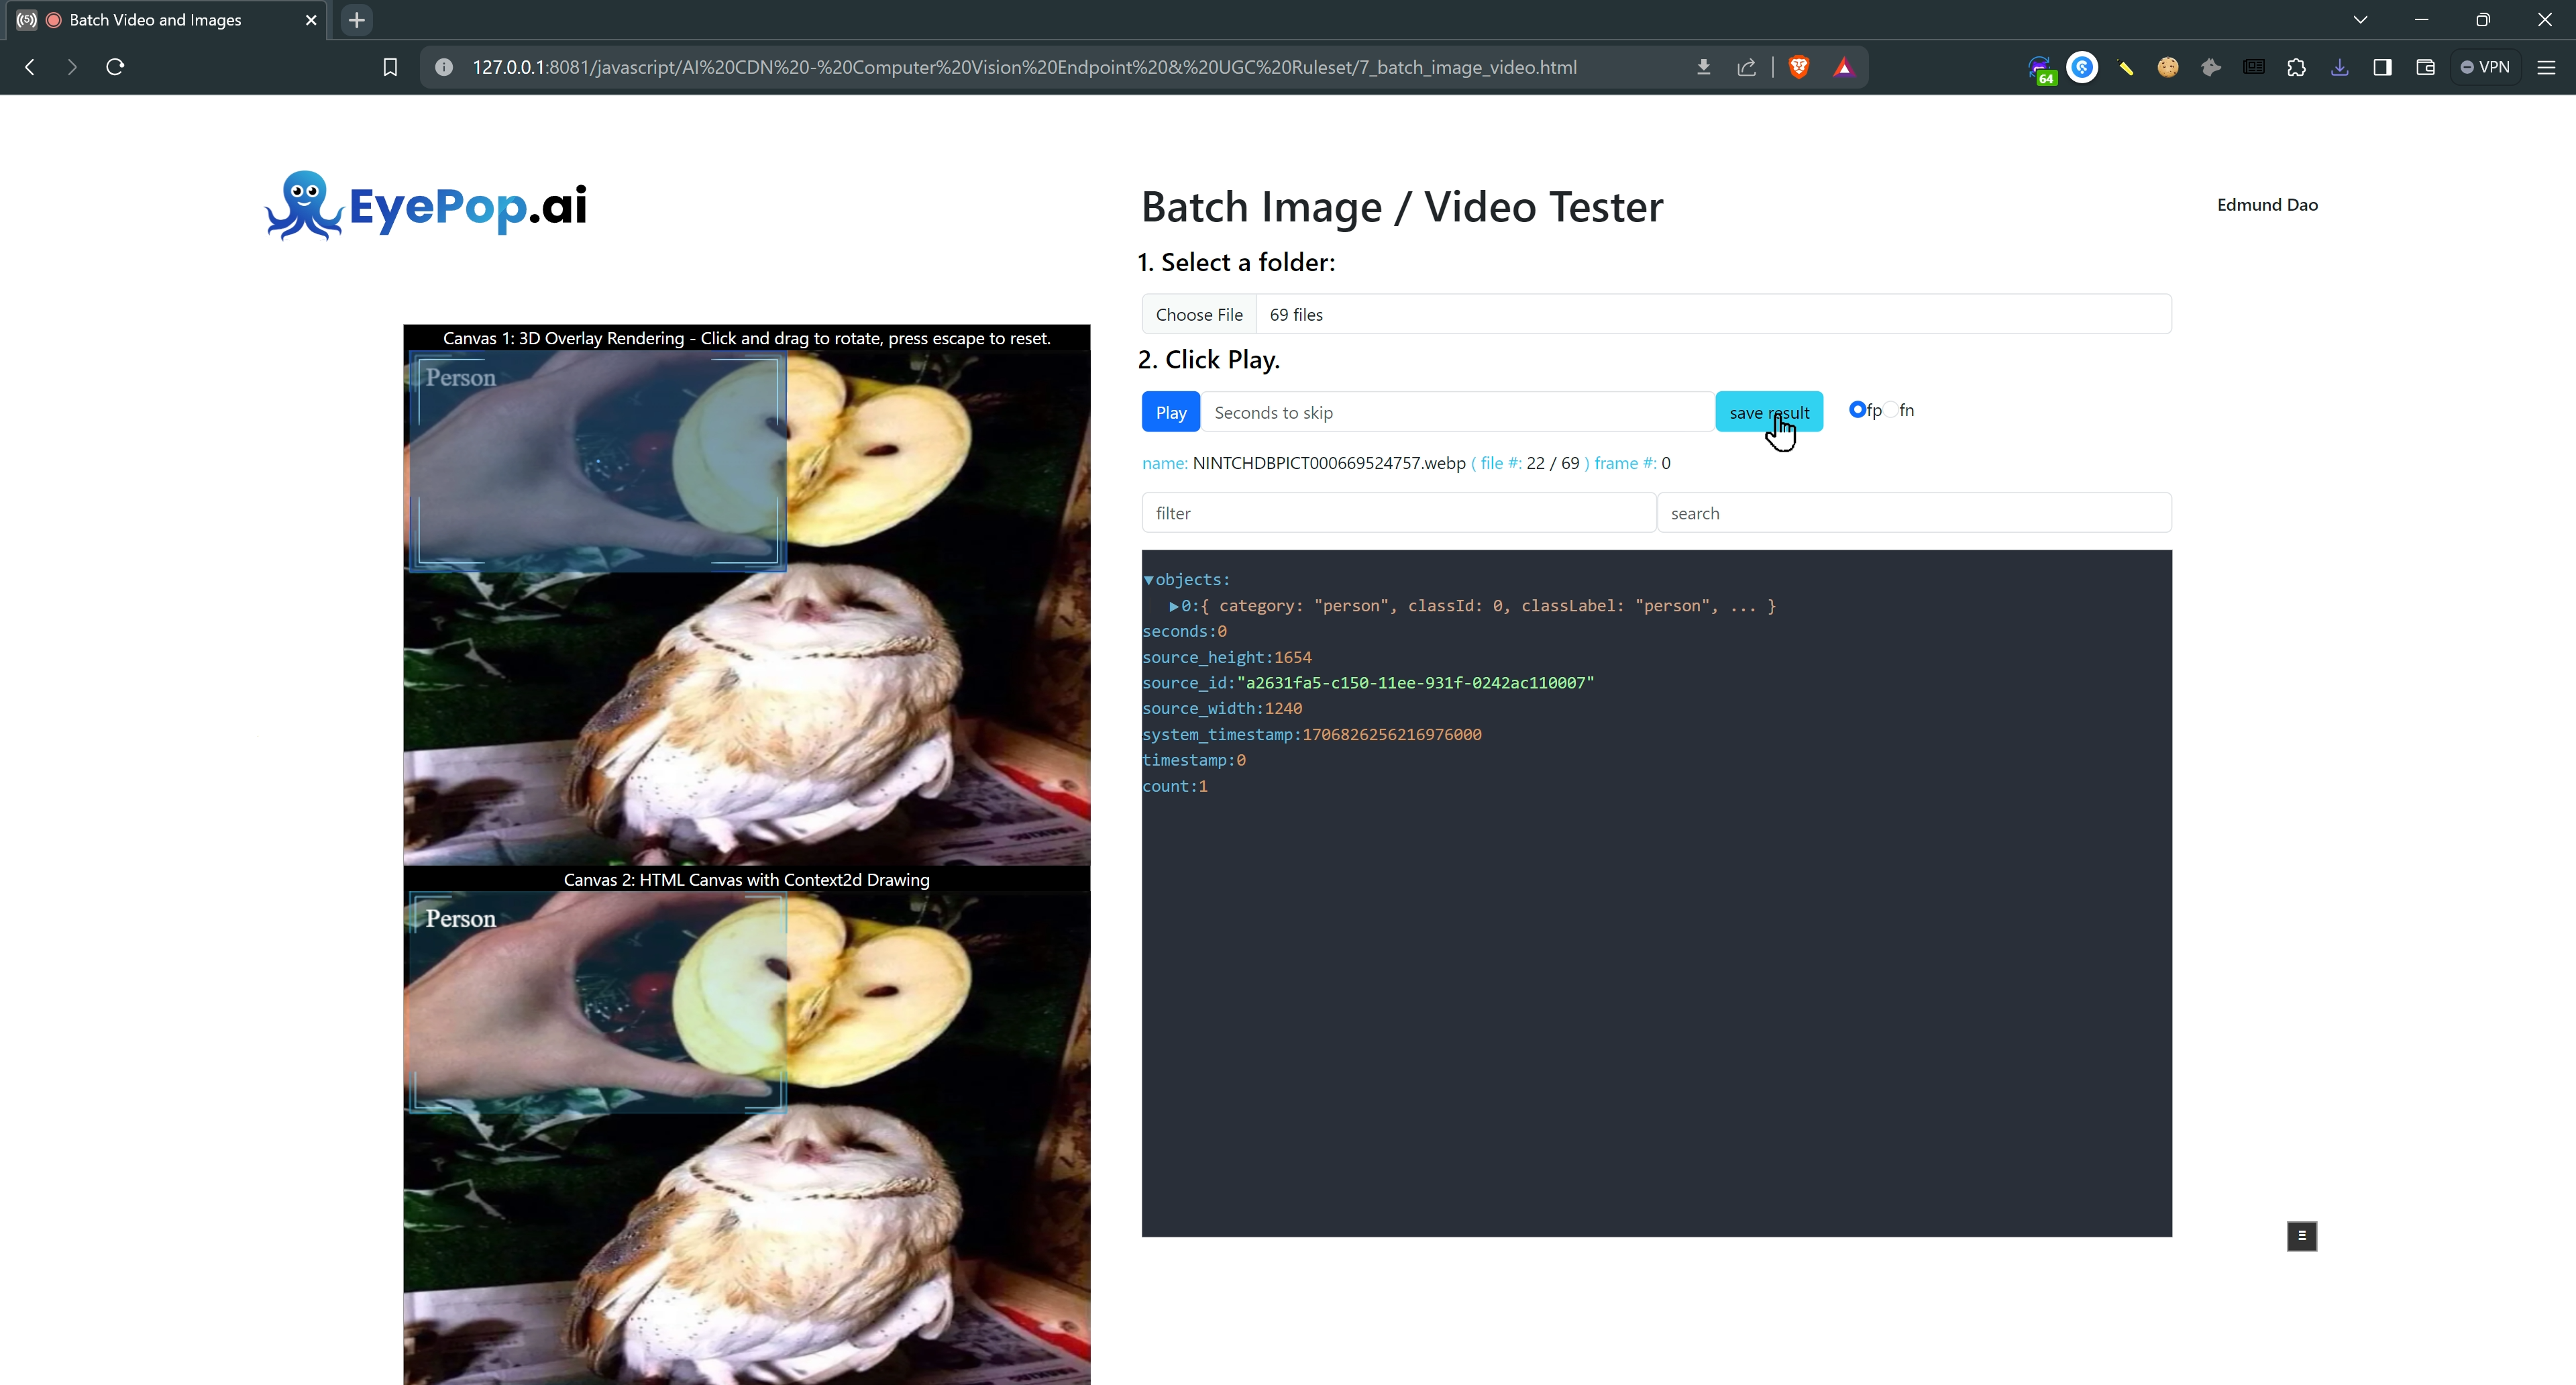 Batch Video and Images
127.0.0.1:8081/javascript/AI%20CDN%20-%20Computer%20Vision%20Endpoint%20&%20UGC%20Ruleset/7_batch_image_video.html
64
VPN
EyePop.ai
Batch Image / Video Tester
Edmund Dao
1. Select a folder:
Choose File 69 files
2. Click Play.
Play Seconds to skip save result fp fn
name: NINTCHDBPICT000669524757.webp ( file #: 22 / 69 ) frame #: 0
filter search
Canvas 1: 3D Overlay Rendering - Click and drag to rotate, press escape to reset.
Person
Canvas 2: HTML Canvas with Context2d Drawing
Person
▼objects:
▶0:{ category: "person", classId: 0, classLabel: "person", ... }
seconds:0
source_height:1654
source_id:"a2631fa5-c150-11ee-931f-0242ac110007"
source_width:1240
system_timestamp:1706826256216976000
timestamp:0
count:1